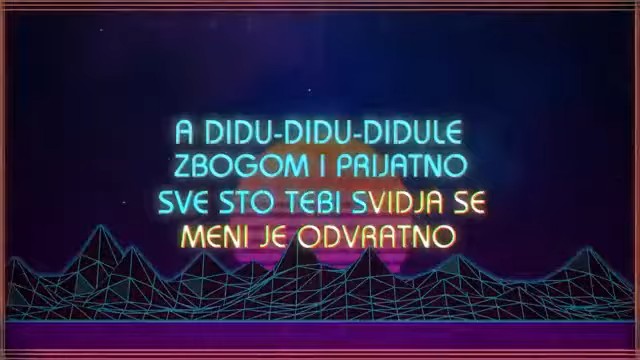 A DIDU-DIDU-DIDULE
ZBOGOM I PRIJATNO
SVE STO TEBI SVIDJA SE
MENI JE ODVRATNO